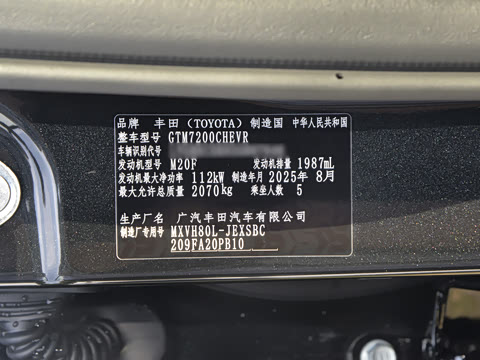 品牌 丰田 (TOYOTA) 制造国 中华人民共和国
整车型号 GTM7200CHEVR
车辆识别代号
发动机型号 M20F 发动机排量 1987mL
发动机最大净功率 112kW 制造年月 2025年 8月
最大允许总质量 2070kg 乘坐人数 5
生产厂名 广汽丰田汽车有限公司
制造厂专用号 MXVH80L-JEXSBC
209FA20PB10